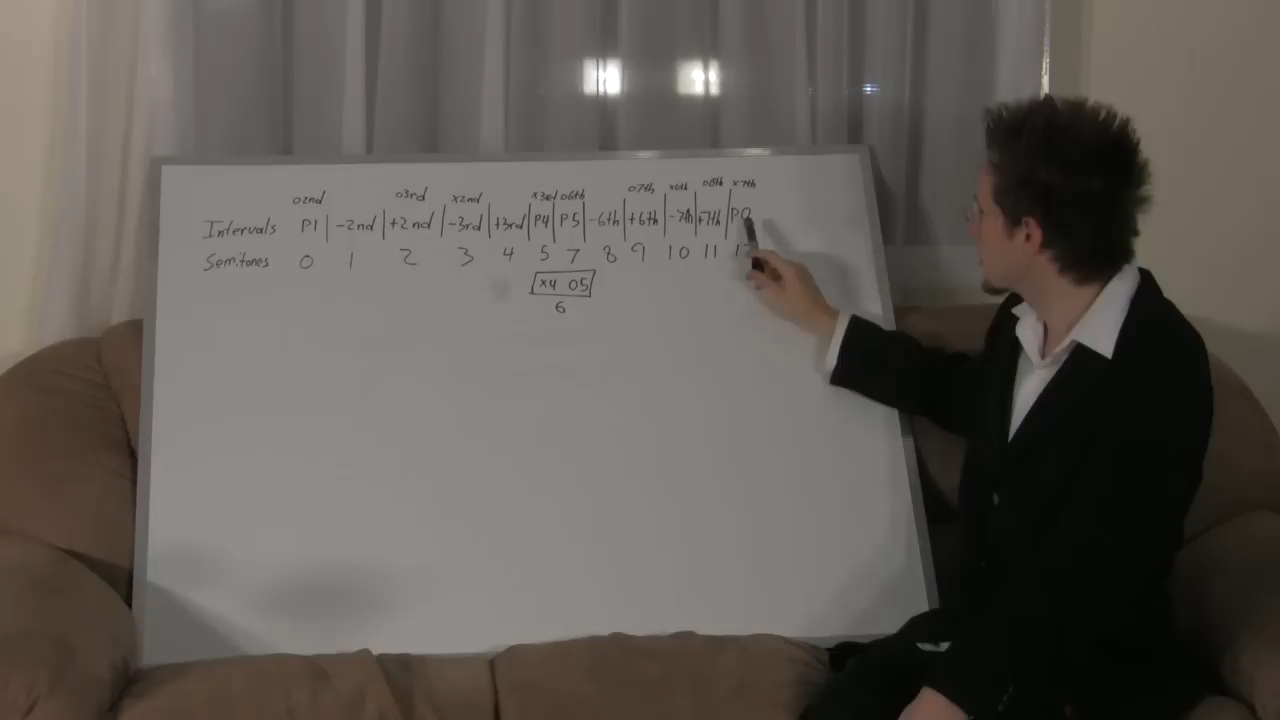 o2nd o3rd x2nd x3rd o6th o7th x6th o8th x7th
Intervals P1 | -2nd | +2nd | -3rd | +3rd | P4 | P5 | -6th | +6th | -7th | +7th | P8
Semitones 0 1 2 3 4 5 7 8 9 10 11 12
x4 o5
6